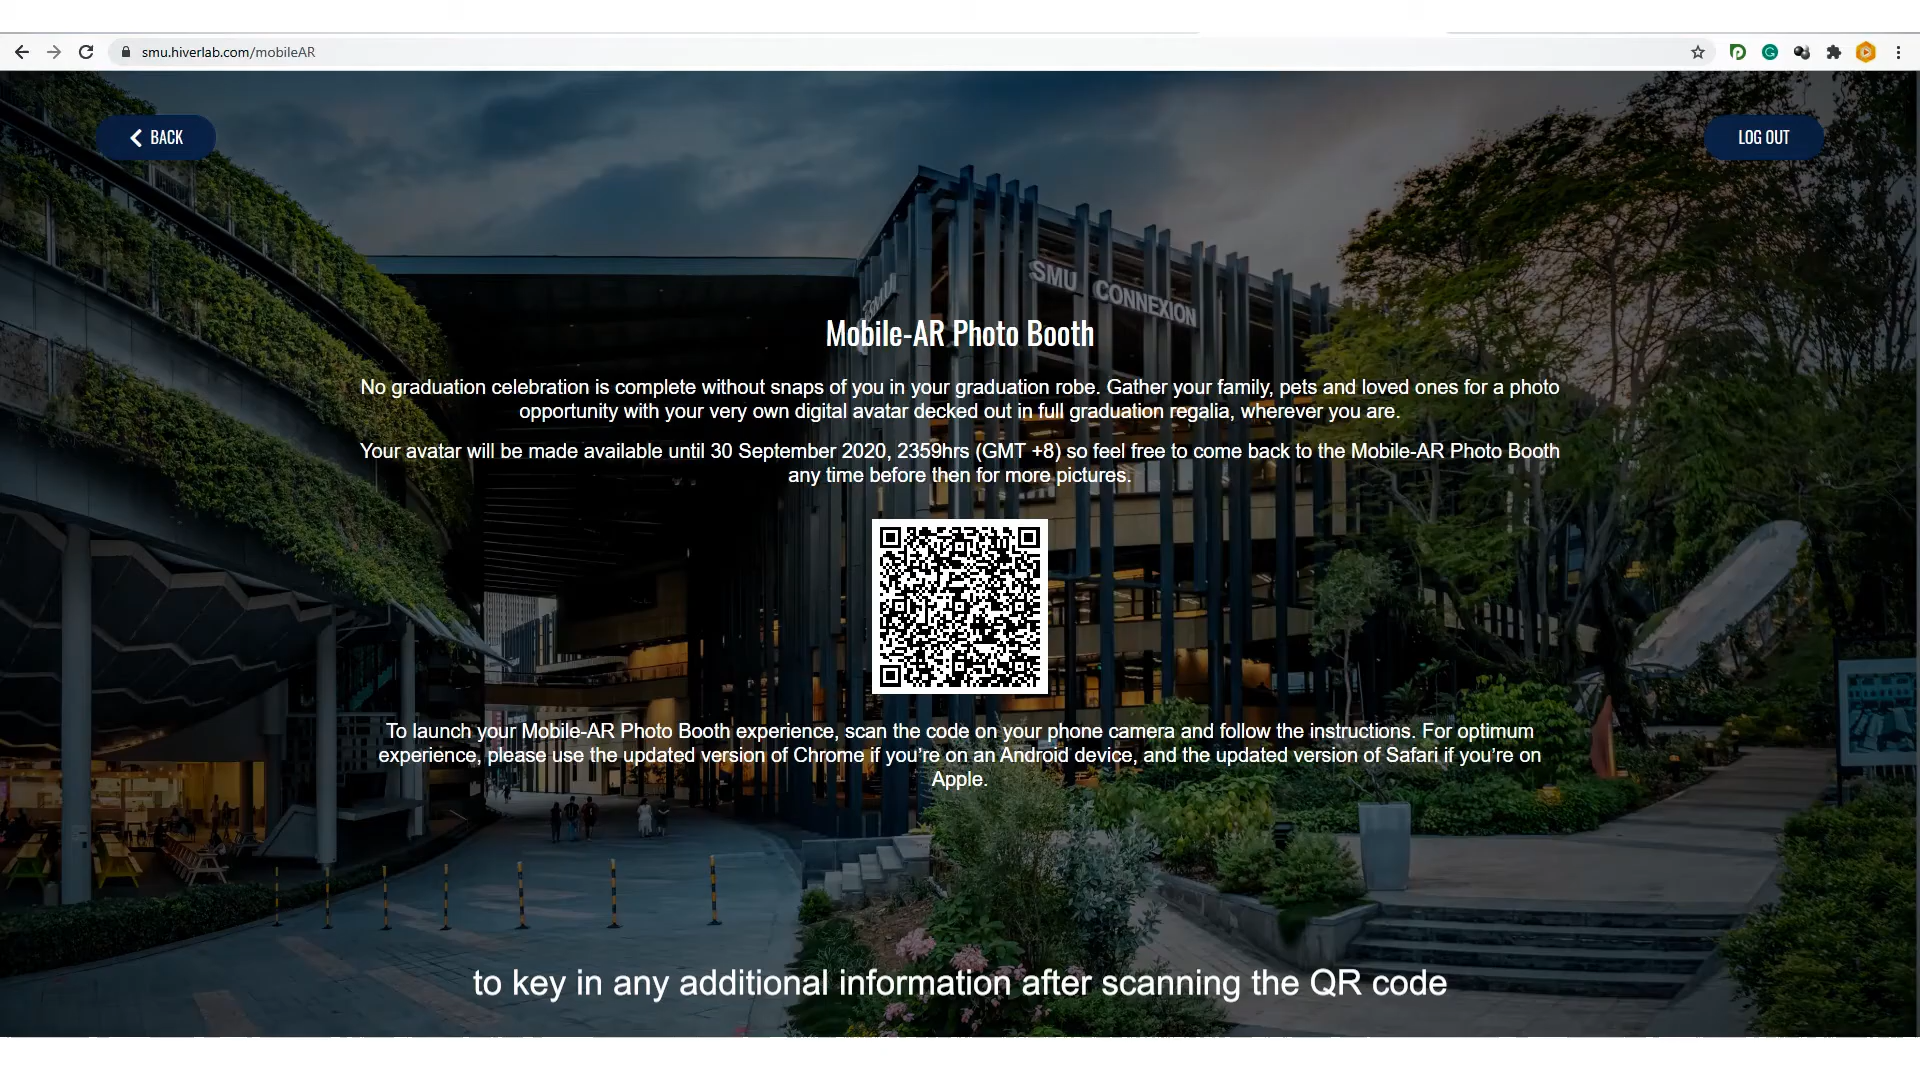 smu.hiverlab.com/mobileAR
BACK
LOG OUT
SMU CONNEXION
Mobile-AR Photo Booth
No graduation celebration is complete without snaps of you in your graduation robe. Gather your family, pets and loved ones for a photo
opportunity with your very own digital avatar decked out in full graduation regalia, wherever you are.
Your avatar will be made available until 30 September 2020, 2359hrs (GMT +8) so feel free to come back to the Mobile-AR Photo Booth
any time before then for more pictures.
To launch your Mobile-AR Photo Booth experience, scan the code on your phone camera and follow the instructions. For optimum
experience, please use the updated version of Chrome if you’re on an Android device, and the updated version of Safari if you’re on
Apple.
to key in any additional information after scanning the QR code